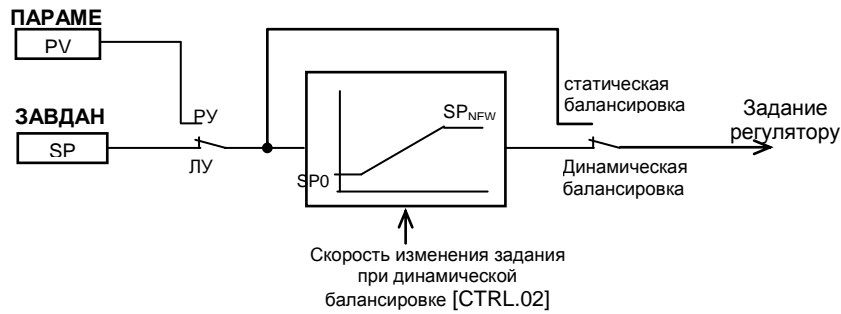 ПАРАМЕ
PV
ЗАВДАН
SP
РУ
ЛУ
SP0
SPNEW
статическая
балансировка
Динамическая
балансировка
Задание
регулятору
Скорость изменения задания
при динамической
балансировке [CTRL.02]